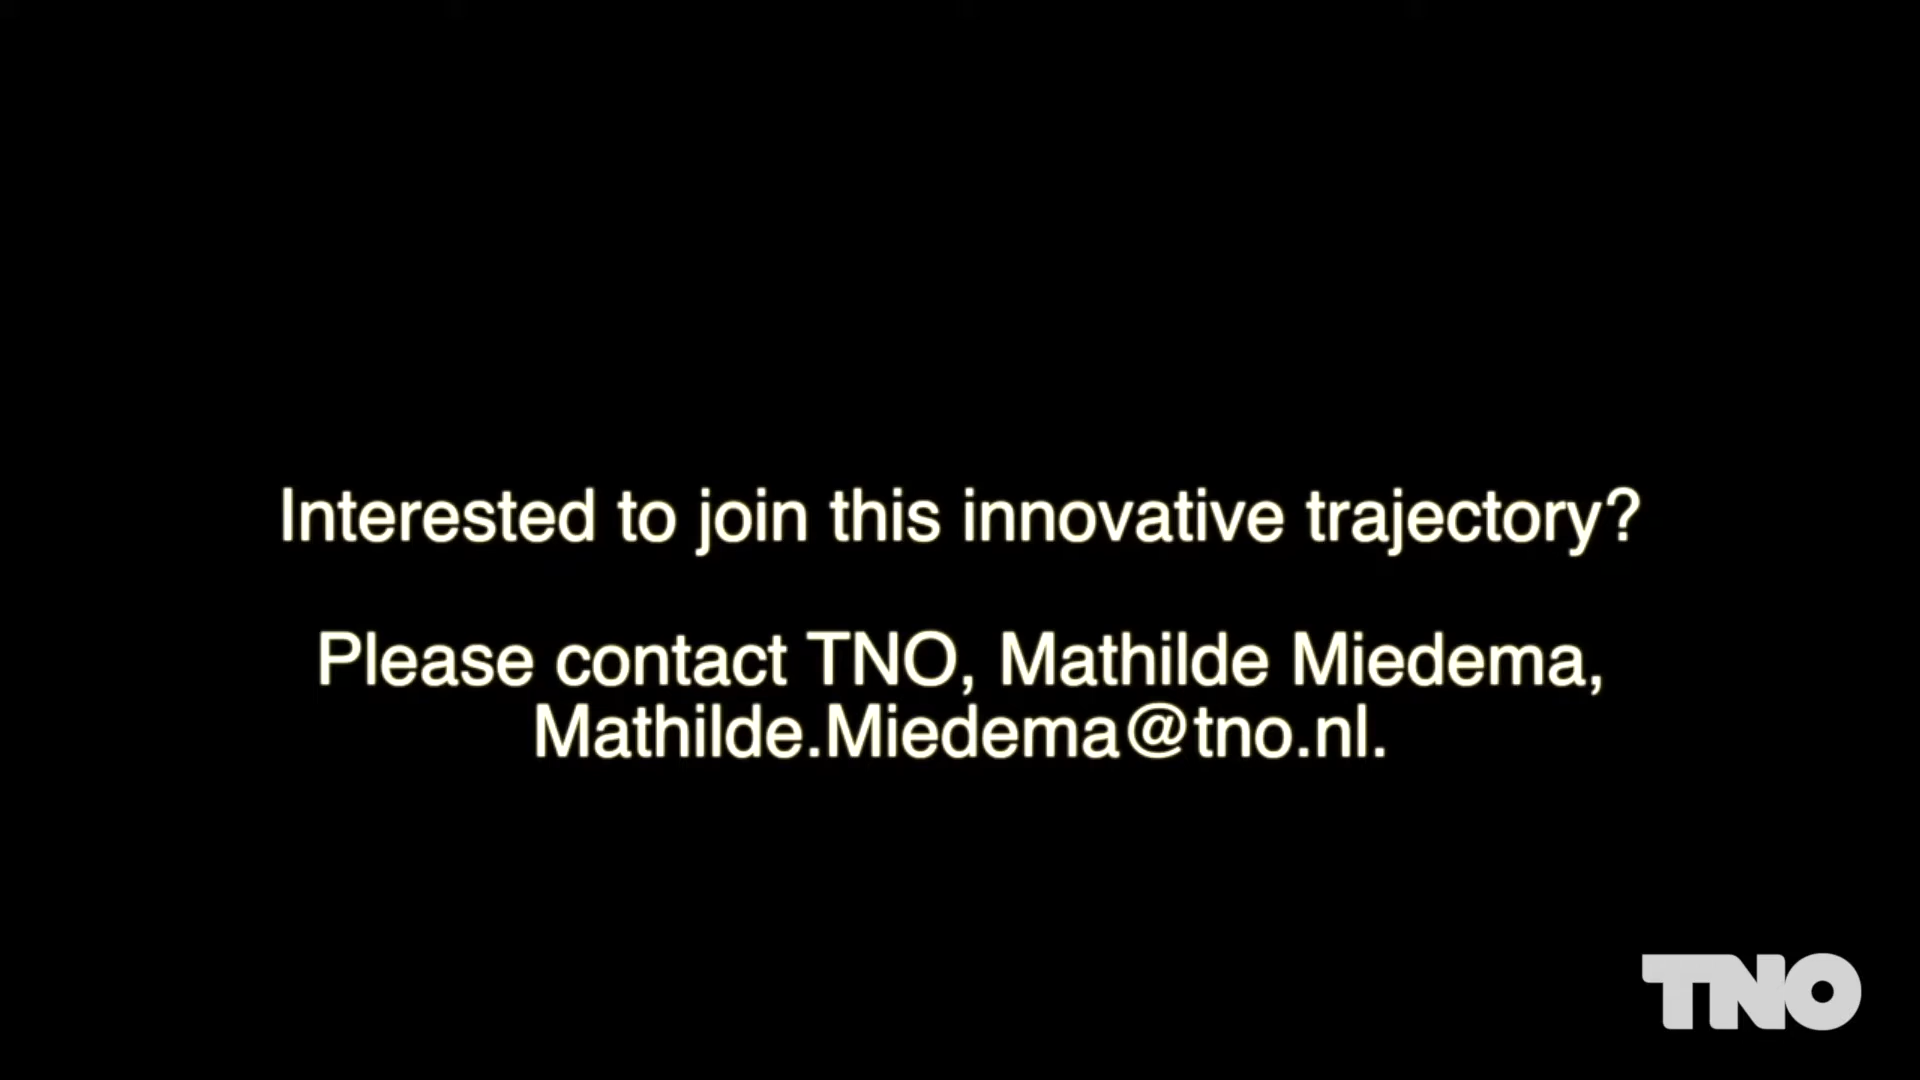 Interested to join this innovative trajectory?
Please contact TNO, Mathilde Miedema,
Mathilde.Miedema@tno.nl.
TNO